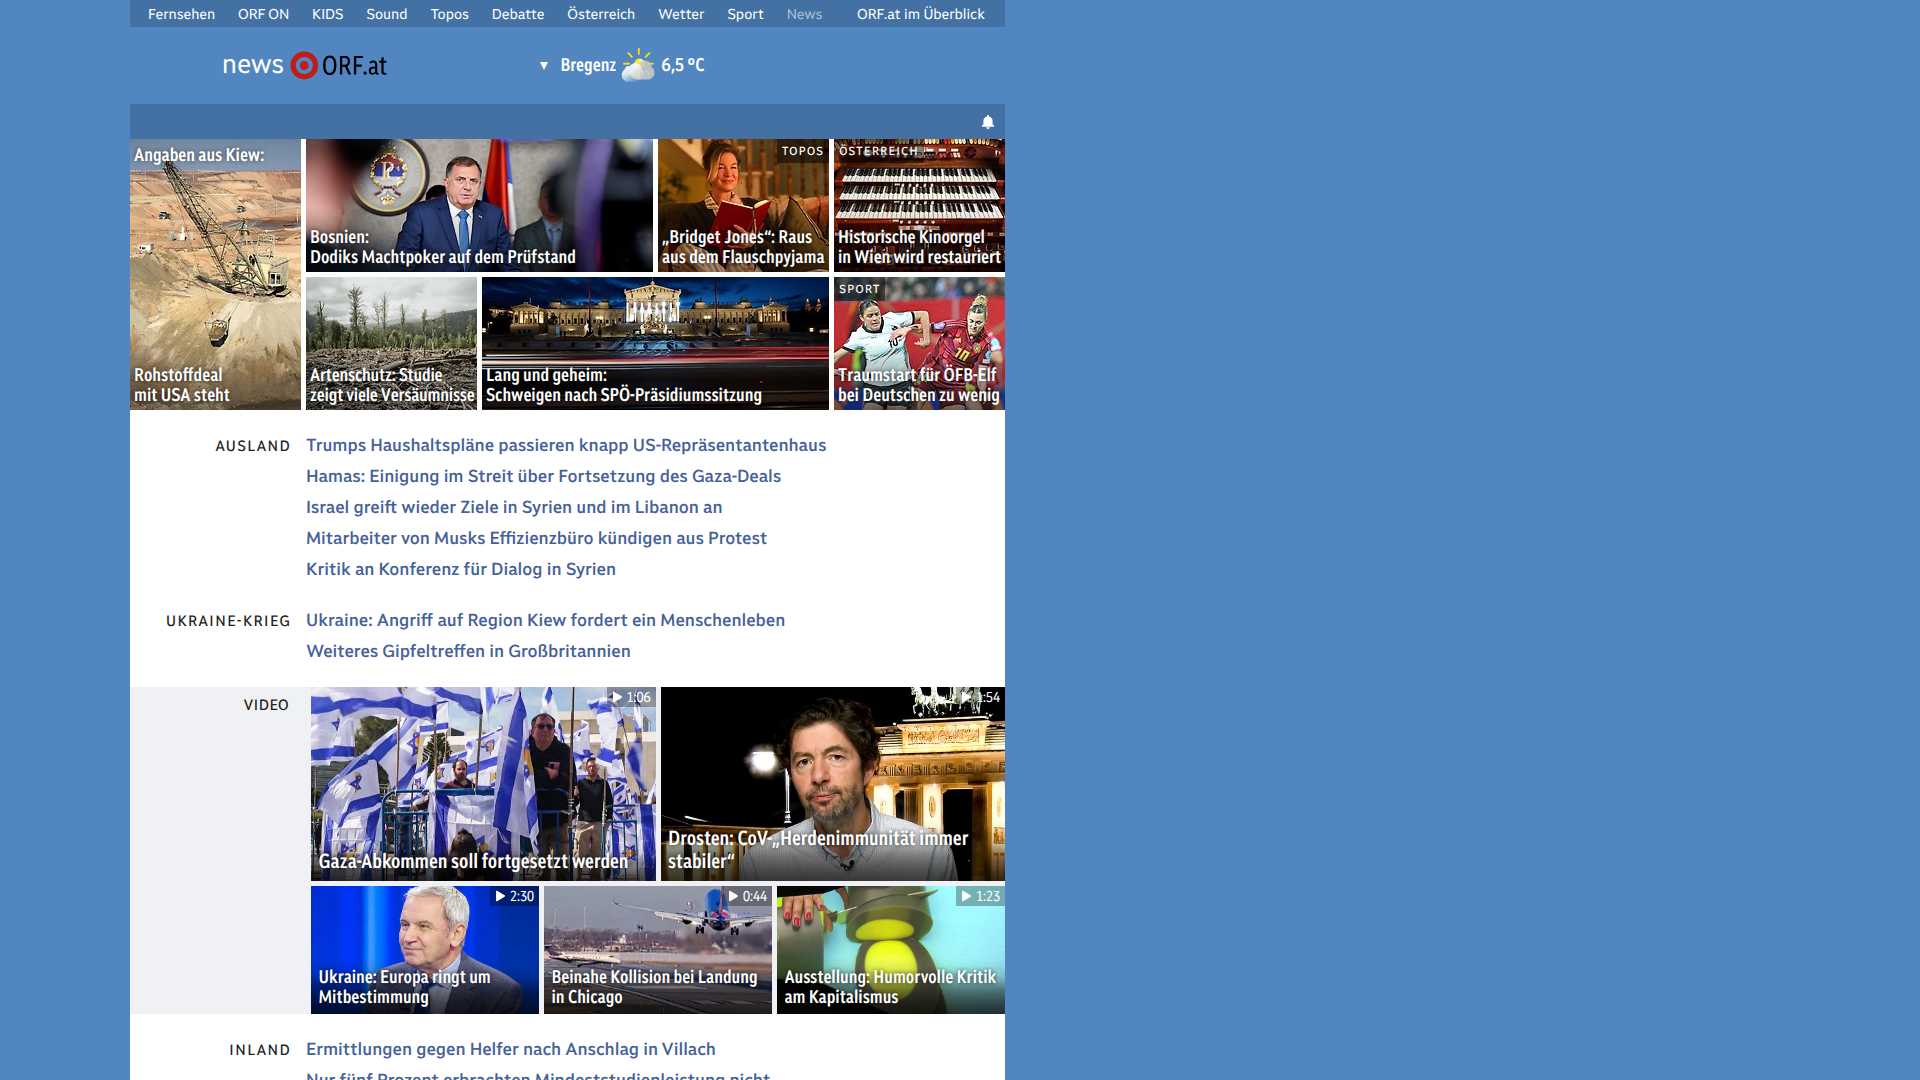 Fernsehen ORF ON KIDS Sound Topos Debatte Österreich Wetter Sport News ORF.at im Überblick
news ORF.at
▼ Bregenz 6,5 °C
Angaben aus Kiew:
Rohstoffdeal
mit USA steht
Bosnien:
Dodiks Machtpoker auf dem Prüfstand
TOPOS
„Bridget Jones“: Raus
aus dem Flauschpyjama
ÖSTERREICH
Historische Kinoorgel
in Wien wird restauriert
Artenschutz: Studie
zeigt viele Versäumnisse
Lang und geheim:
Schweigen nach SPÖ-Präsidiumssitzung
SPORT
Traumstart für ÖFB-Elf
bei Deutschen zu wenig
AUSLAND
Trumps Haushaltspläne passieren knapp US-Repräsentantenhaus
Hamas: Einigung im Streit über Fortsetzung des Gaza-Deals
Israel greift wieder Ziele in Syrien und im Libanon an
Mitarbeiter von Musks Effizienzbüro kündigen aus Protest
Kritik an Konferenz für Dialog in Syrien
UKRAINE-KRIEG
Ukraine: Angriff auf Region Kiew fordert ein Menschenleben
Weiteres Gipfeltreffen in Großbritannien
VIDEO
1:06
Gaza-Abkommen soll fortgesetzt werden
1:54
Drosten: CoV-„Herdenimmunität immer
stabiler“
2:30
Ukraine: Europa ringt um
Mitbestimmung
0:44
Beinahe Kollision bei Landung
in Chicago
1:23
Ausstellung: Humorvolle Kritik
am Kapitalismus
INLAND
Ermittlungen gegen Helfer nach Anschlag in Villach
Nur fünf Prozent erbrachten Mindeststudienleistung nicht